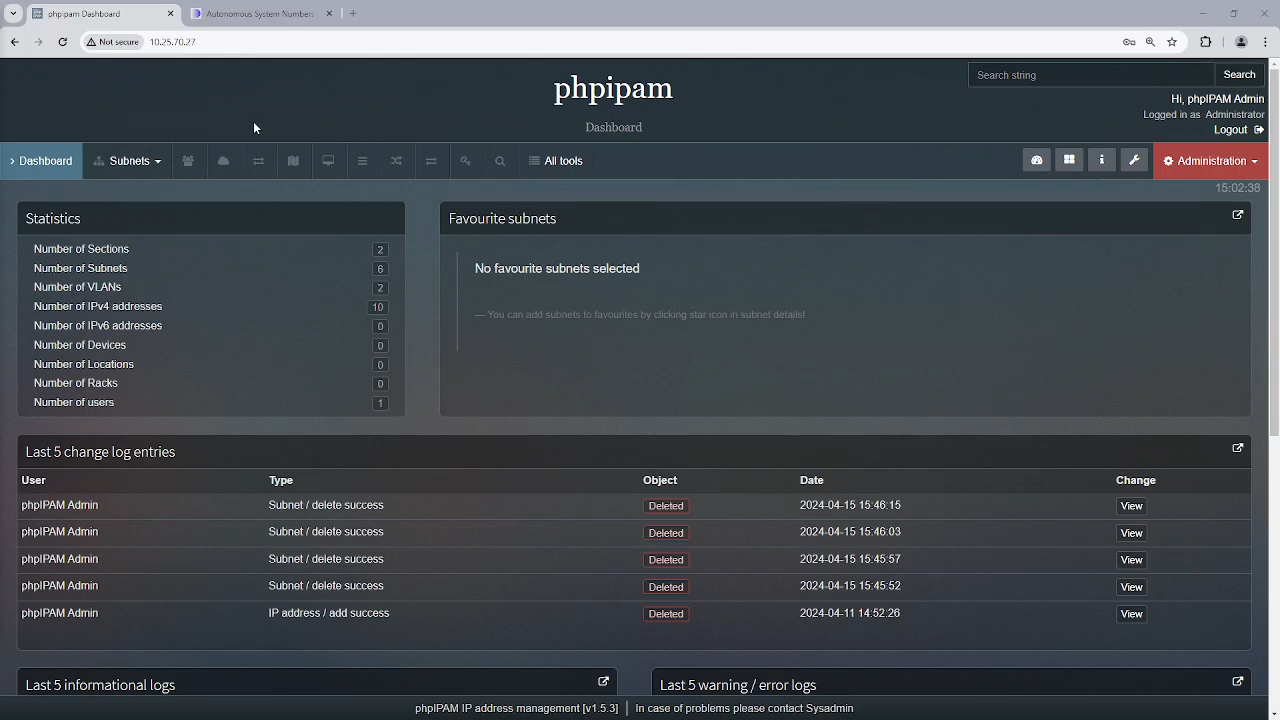 phpipam Dashboard
Autonomous System Numbers
Not secure
10.25.70.27
phpipam
Dashboard
Search string
Search
Hi, phpIPAM Admin
Logged in as Administrator
Logout
> Dashboard
Subnets
All tools
Administration
15:02:38
Statistics
Number of Sections 2
Number of Subnets 6
Number of VLANs 2
Number of IPv4 addresses 10
Number of IPv6 addresses 0
Number of Devices 0
Number of Locations 0
Number of Racks 0
Number of users 1
Favourite subnets
No favourite subnets selected
— You can add subnets to favourites by clicking star icon in subnet details!
Last 5 change log entries
User Type Object Date Change
phpIPAM Admin Subnet / delete success Deleted 2024-04-15 15:46:15 View
phpIPAM Admin Subnet / delete success Deleted 2024-04-15 15:46:03 View
phpIPAM Admin Subnet / delete success Deleted 2024-04-15 15:45:57 View
phpIPAM Admin Subnet / delete success Deleted 2024-04-15 15:45:52 View
phpIPAM Admin IP address / add success Deleted 2024-04-11 14:52:26 View
Last 5 informational logs
Last 5 warning / error logs
phpIPAM IP address management [v1.5.3] | In case of problems please contact Sysadmin